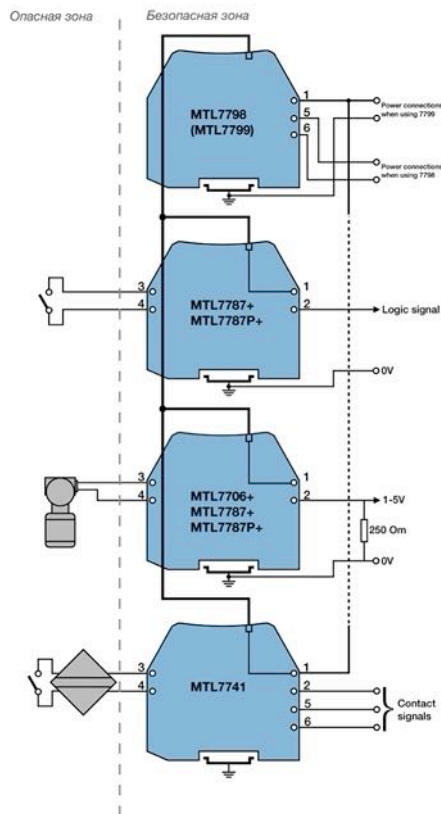 Опасная зона
Безопасная зона
MTL7798
(MTL7799)
1
5
6
Power connections
when using 7799
Power connections
when using 7798
3
4
MTL7787+
MTL7787P+
1
2
Logic signal
0V
3
4
MTL7706+
MTL7787+
MTL7787P+
1
2
1-5V
250 Om
0V
3
4
MTL7741
1
2
5
6
Contact
signals